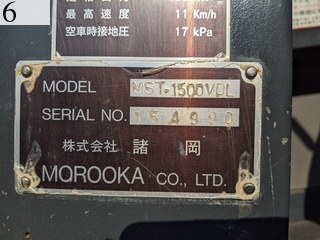 6
最高速度 11 Km/h
空車時接地圧 17 kPa
MODEL MST-1500VDL
SERIAL NO. 154990
株式会社 諸岡
MOROOKA CO., LTD.